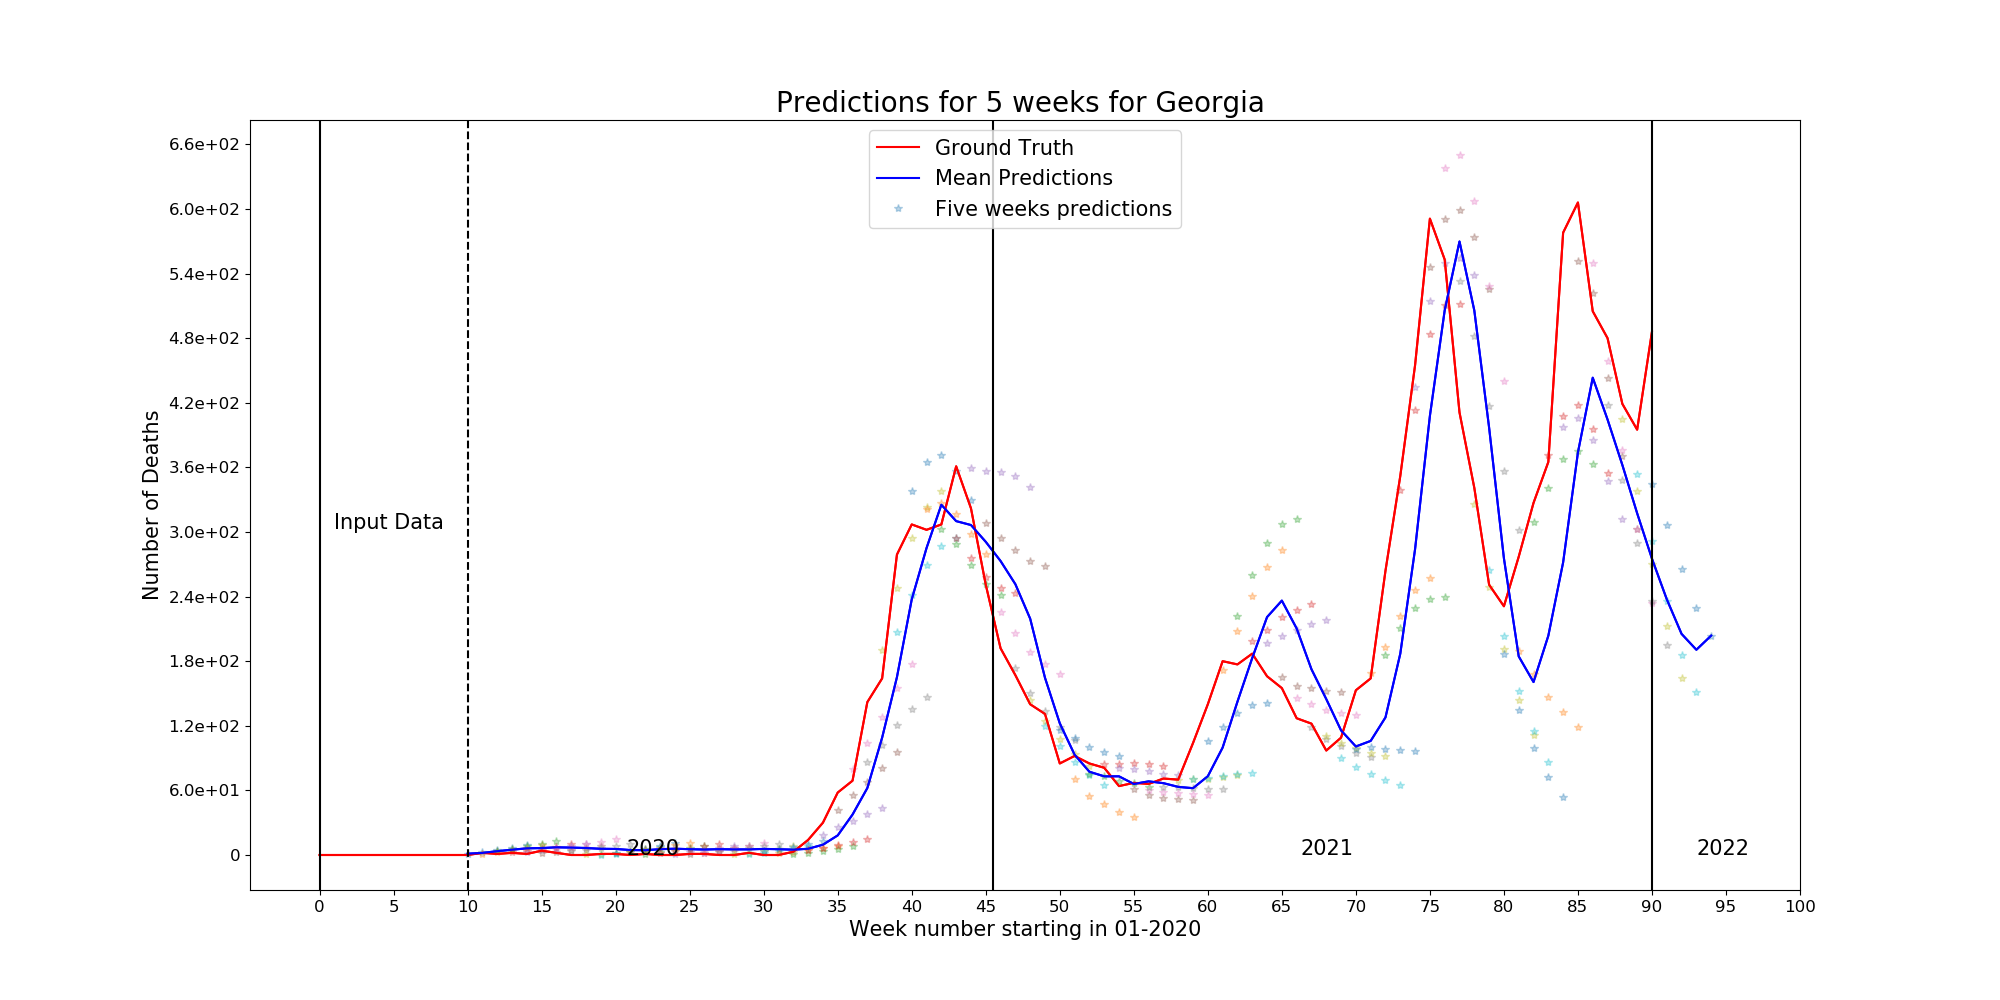 Predictions for 5 weeks for Georgia
Ground Truth
Mean Predictions
Five weeks predictions
6.6e+02
6.0e+02
5.4e+02
4.8e+02
4.2e+02
3.6e+02
3.0e+02
2.4e+02
1.8e+02
1.2e+02
6.0e+01
0
Number of Deaths
Input Data
2020
2021
2022
0 5 10 15 20 25 30 35 40 45 50 55 60 65 70 75 80 85 90 95 100
Week number starting in 01-2020